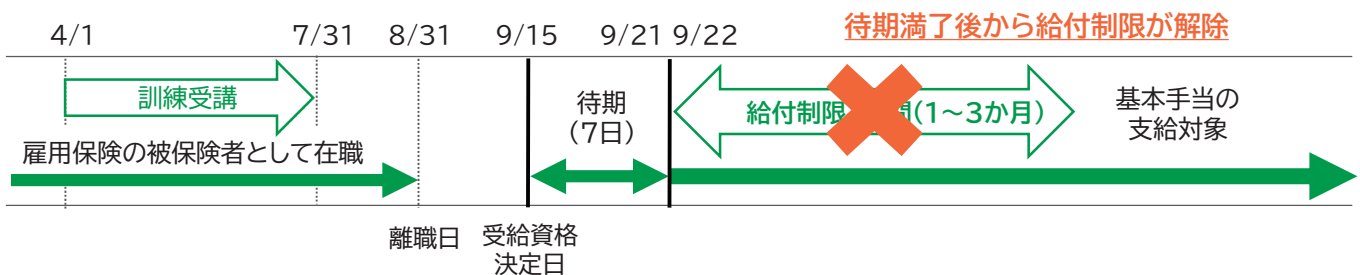 待期満了後から給付制限が解除
4/1
7/31
8/31
9/15
9/21
9/22
訓練受講
待期
(7日)
給付制限 間(1〜3か月)
基本手当の
支給対象
雇用保険の被保険者として在職
離職日
受給資格
決定日